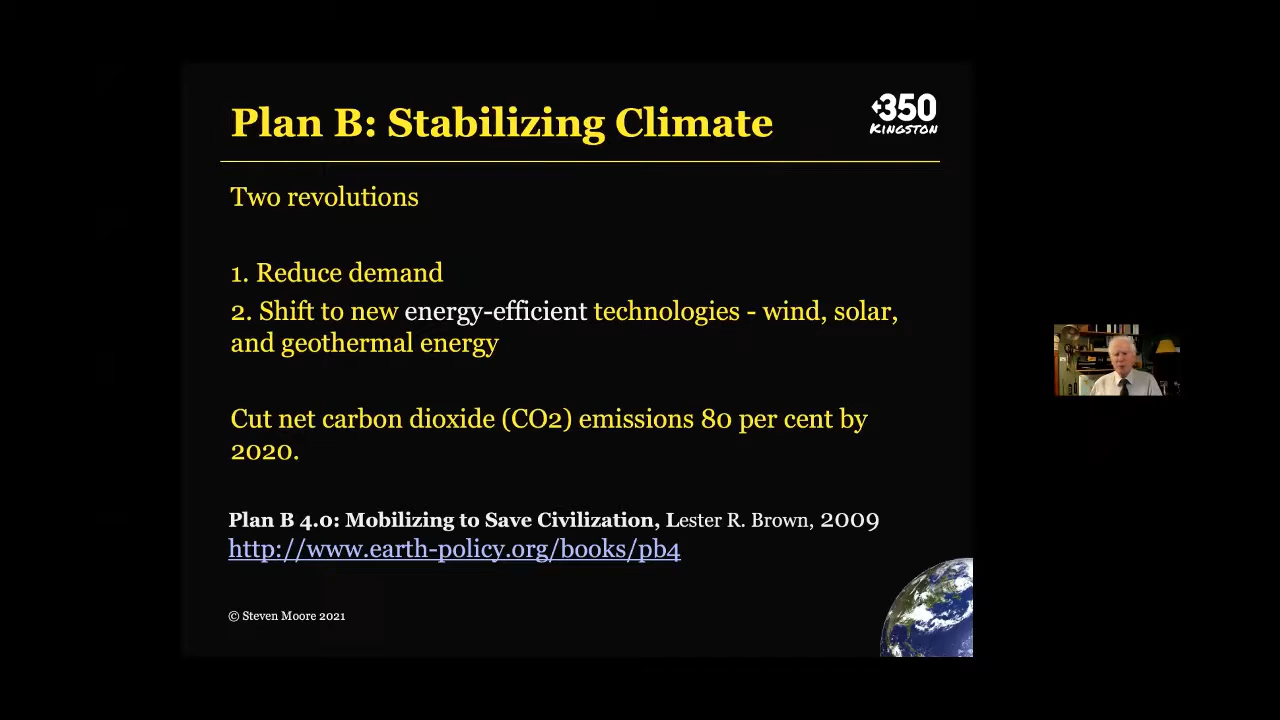 Plan B: Stabilizing Climate
350
KINGSTON
Two revolutions
1. Reduce demand
2. Shift to new energy-efficient technologies - wind, solar,
and geothermal energy
Cut net carbon dioxide (CO2) emissions 80 per cent by
2020.
Plan B 4.0: Mobilizing to Save Civilization, Lester R. Brown, 2009
http://www.earth-policy.org/books/pb4
© Steven Moore 2021